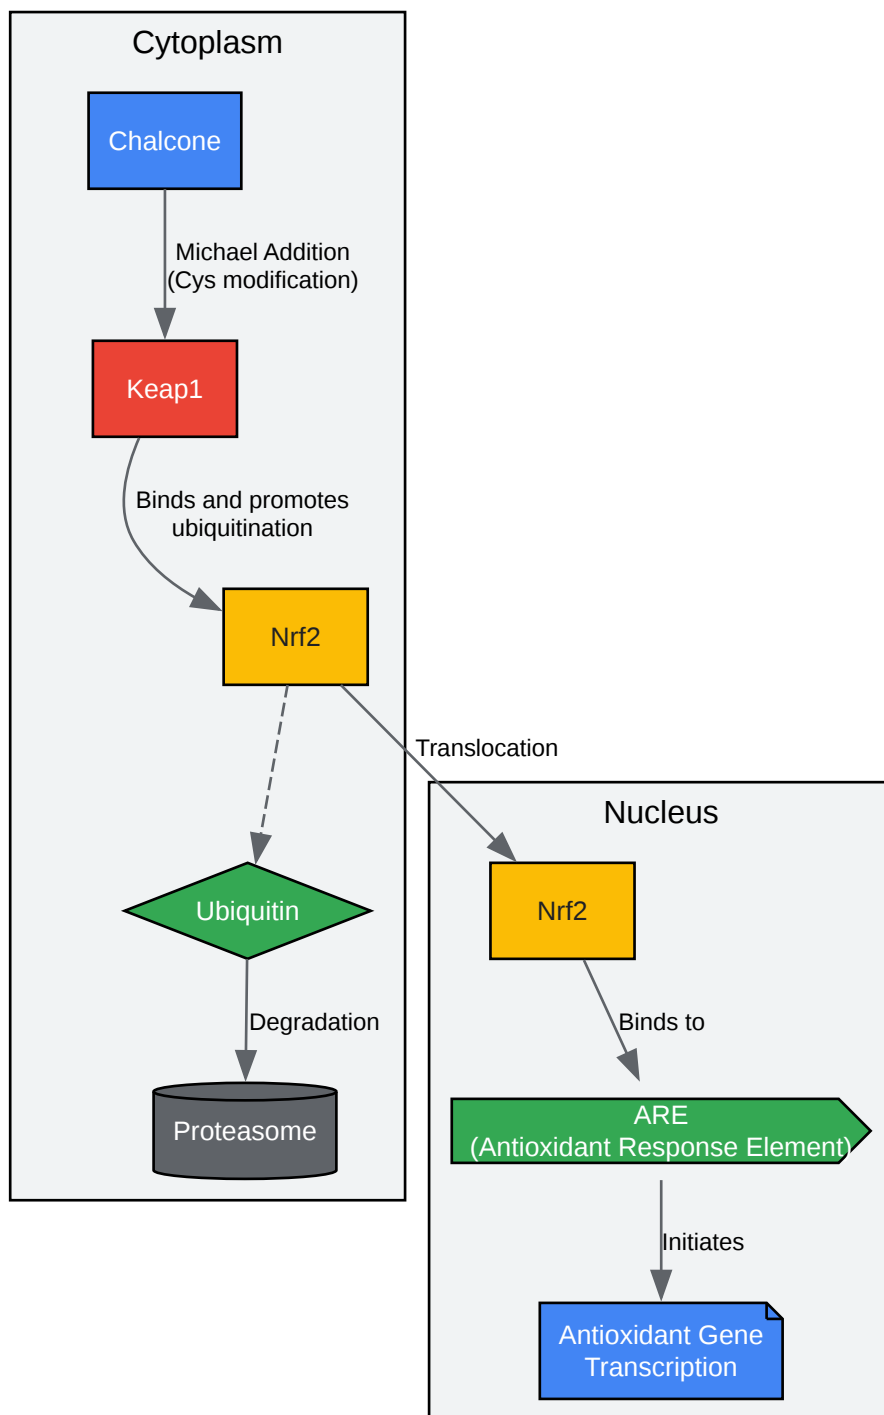 Cytoplasm
Chalcone
Michael Addition
(Cys modification)
Keap1
Binds and promotes
ubiquitination
Nrf2
Translocation
Ubiquitin
Degradation
Proteasome
Nucleus
Nrf2
Binds to
ARE
(Antioxidant Response Element)
Initiates
Antioxidant Gene
Transcription